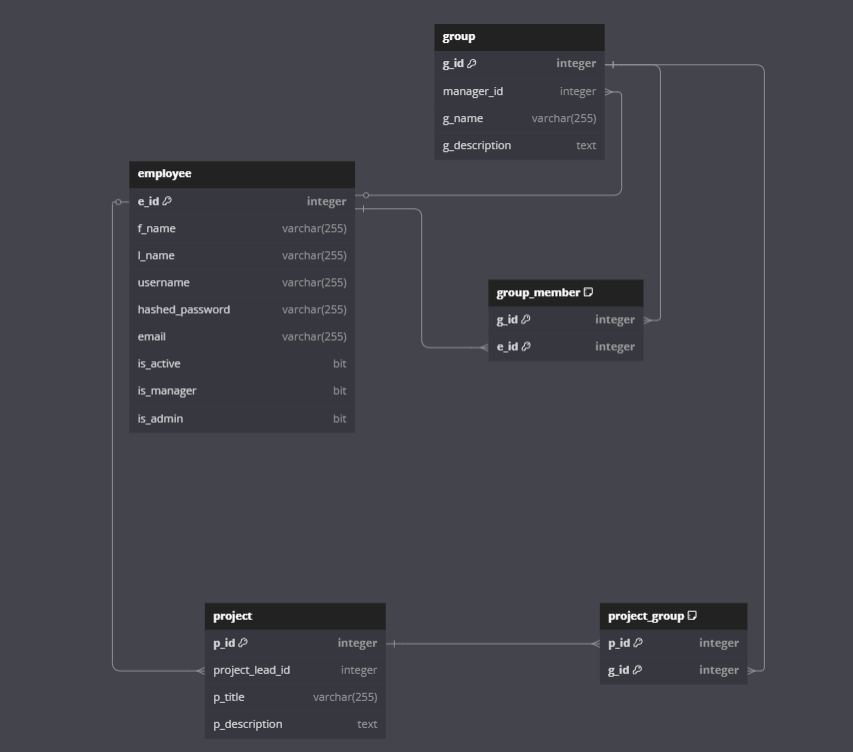 group
g_id integer
manager_id integer
g_name varchar(255)
g_description text
employee
e_id integer
f_name varchar(255)
l_name varchar(255)
username varchar(255)
hashed_password varchar(255)
email varchar(255)
is_active bit
is_manager bit
is_admin bit
group_member
g_id integer
e_id integer
project
p_id integer
project_lead_id integer
p_title varchar(255)
p_description text
project_group
p_id integer
g_id integer